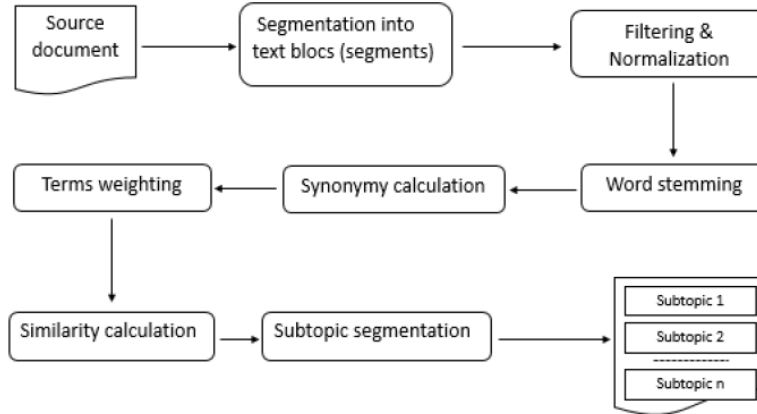 Source
document
Segmentation into
text blocs (segments)
Filtering &
Normalization
Word stemming
Synonymy calculation
Terms weighting
Similarity calculation
Subtopic segmentation
Subtopic 1
Subtopic 2
Subtopic n